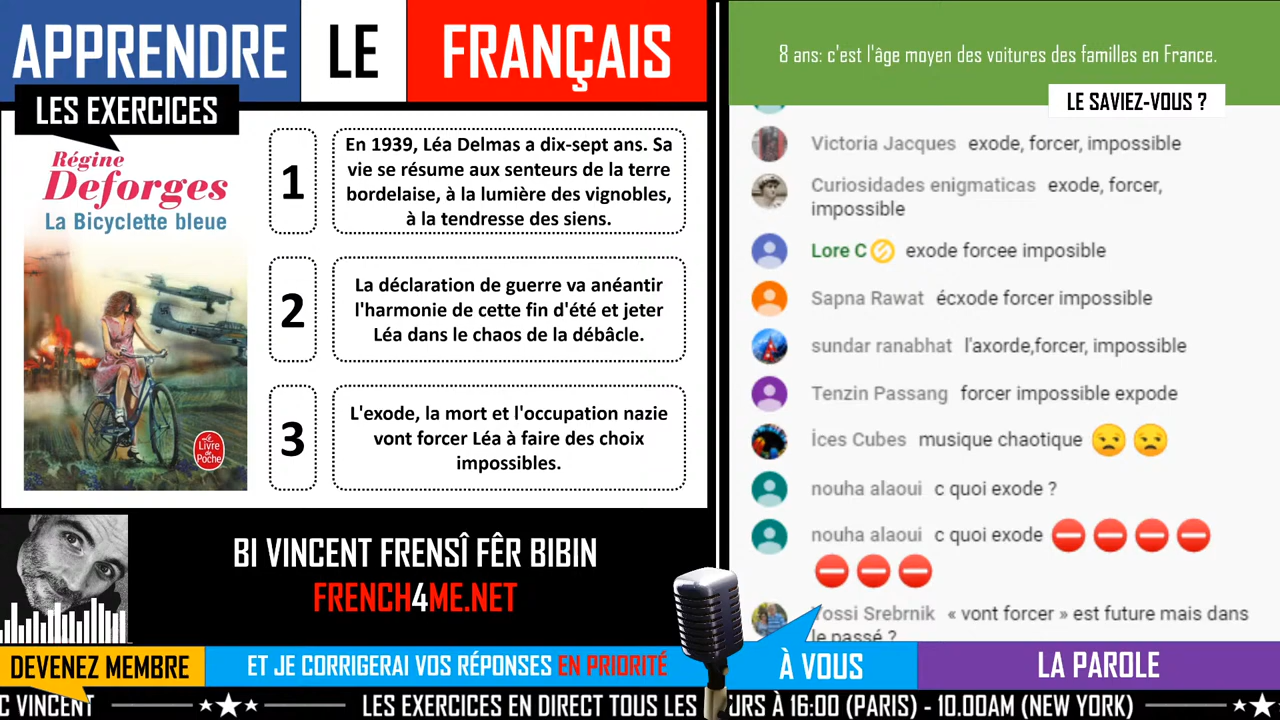 APPRENDRE LE FRANÇAIS
LES EXERCICES
Régine
Deforges
La Bicyclette bleue
Le
Livre
de
Poche
1
En 1939, Léa Delmas a dix-sept ans. Sa
vie se résume aux senteurs de la terre
bordelaise, à la lumière des vignobles,
à la tendresse des siens.
2
La déclaration de guerre va anéantir
l'harmonie de cette fin d'été et jeter
Léa dans le chaos de la débâcle.
3
L'exode, la mort et l'occupation nazie
vont forcer Léa à faire des choix
impossibles.
BI VINCENT FRENSÎ FÊR BIBIN
FRENCH4ME.NET
8 ans: c'est l'âge moyen des voitures des familles en France.
LE SAVIEZ-VOUS ?
Victoria Jacques exode, forcer, impossible
Curiosidades enigmaticas exode, forcer,
impossible
Lore C exode forcee imposible
Sapna Rawat écxode forcer impossible
sundar ranabhat l'axorde,forcer, impossible
Tenzin Passang forcer impossible expode
İces Cubes musique chaotique
nouha alaoui c quoi exode ?
nouha alaoui c quoi exode
Yossi Srebrnik « vont forcer » est future mais dans
le passé ?
DEVENEZ MEMBRE
ET JE CORRIGERAI VOS RÉPONSES EN PRIORITÉ
À VOUS
LA PAROLE
C VINCENT
LES EXERCICES EN DIRECT TOUS LES JOURS À 16:00 (PARIS) - 10.00AM (NEW YORK)